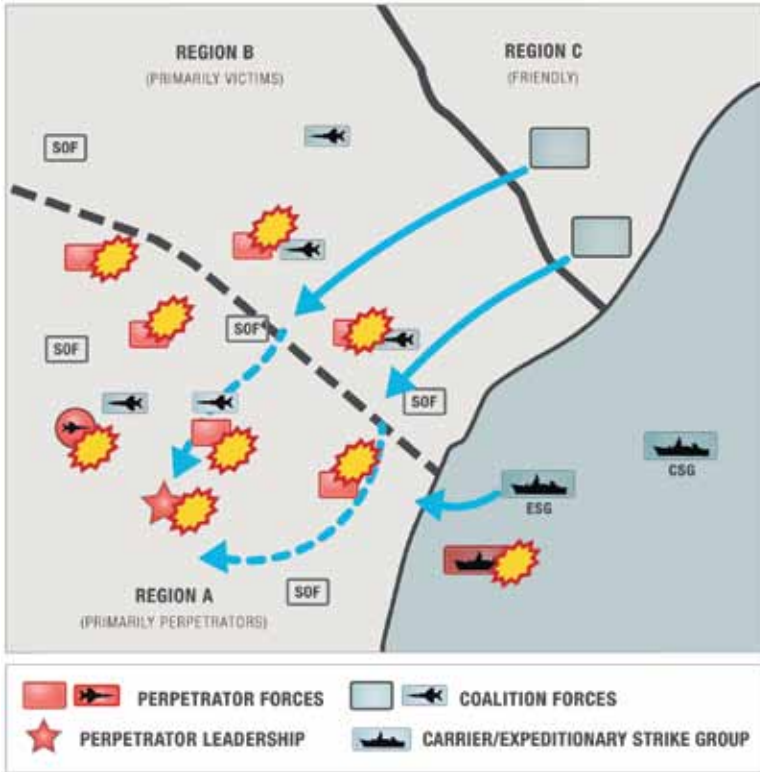 REGION B
(PRIMARILY VICTIMS)
REGION C
(FRIENDLY)
SOF
SOF
SOF
SOF
CSG
ESG
SOF
REGION A
(PRIMARILY PERPETRATORS)
PERPETRATOR FORCES
COALITION FORCES
PERPETRATOR LEADERSHIP
CARRIER/EXPEDITIONARY STRIKE GROUP